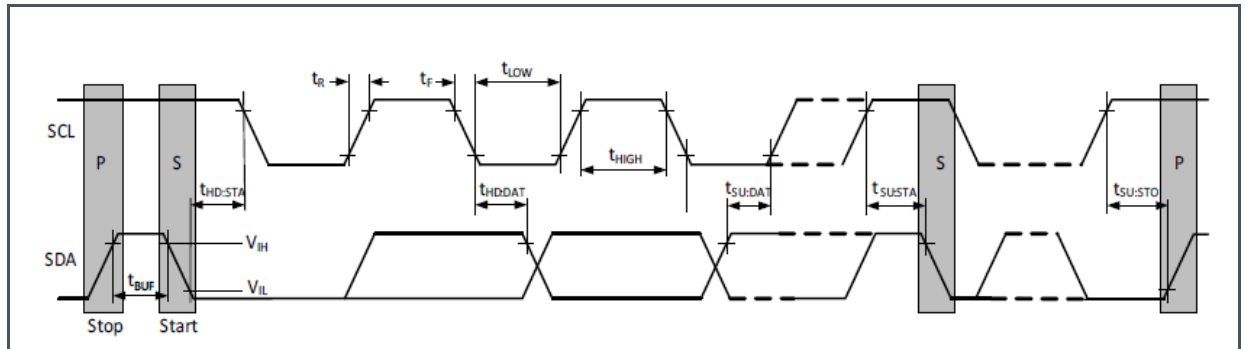 tR tF tLOW
SCL
P S tHIGH S P
tHD:STA tHD:DAT tSU:DAT tSU:STA tSU:STO
VIH
SDA
tBUF VIL
Stop Start